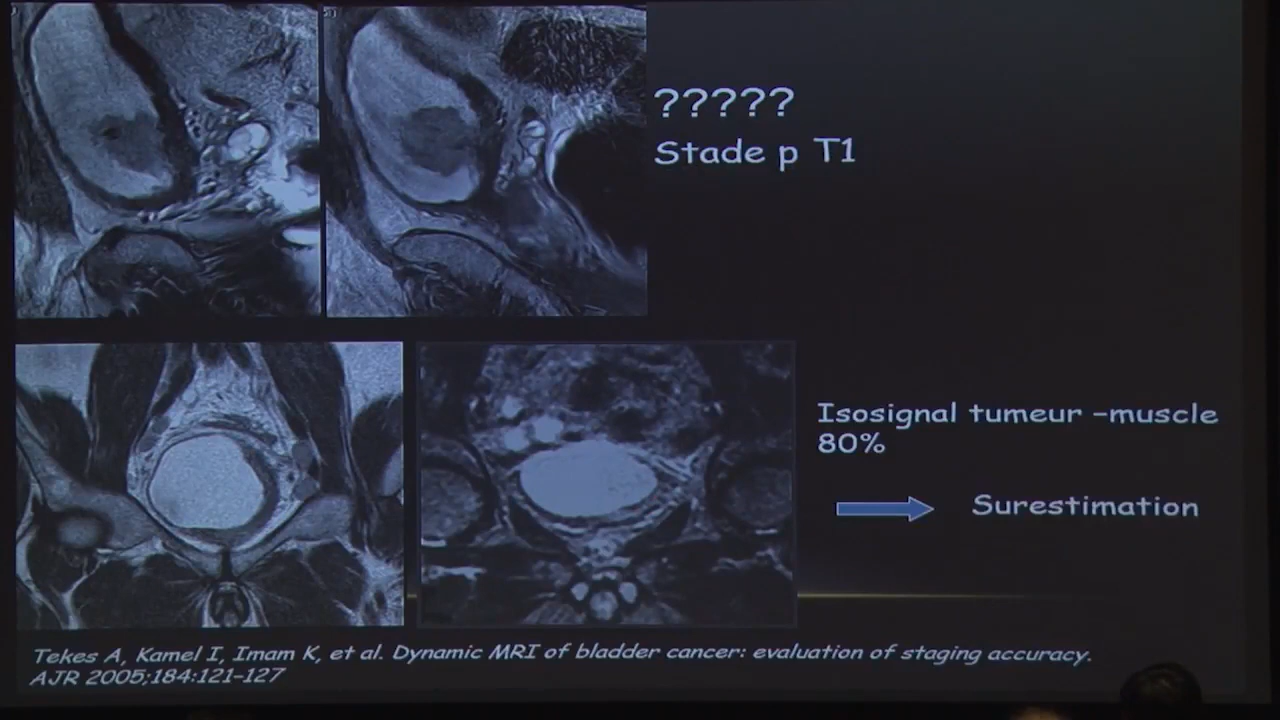 ?????
Stade p T1
Isosignal tumeur –muscle
80%
Surestimation
Tekes A, Kamel I, Imam K, et al. Dynamic MRI of bladder cancer: evaluation of staging accuracy.
AJR 2005;184:121–127